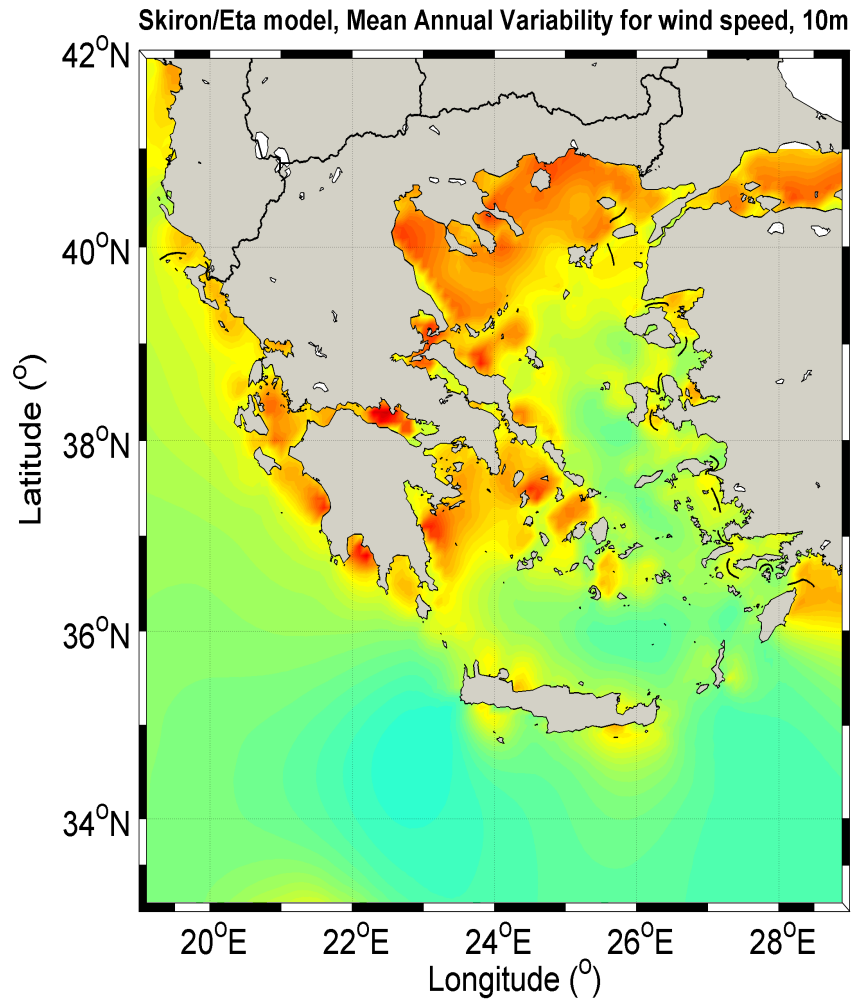 Skiron/Eta model, Mean Annual Variability for wind speed, 10m
42°N
40°N
38°N
36°N
34°N
Latitude (°)
20°E 22°E 24°E 26°E 28°E
Longitude (°)